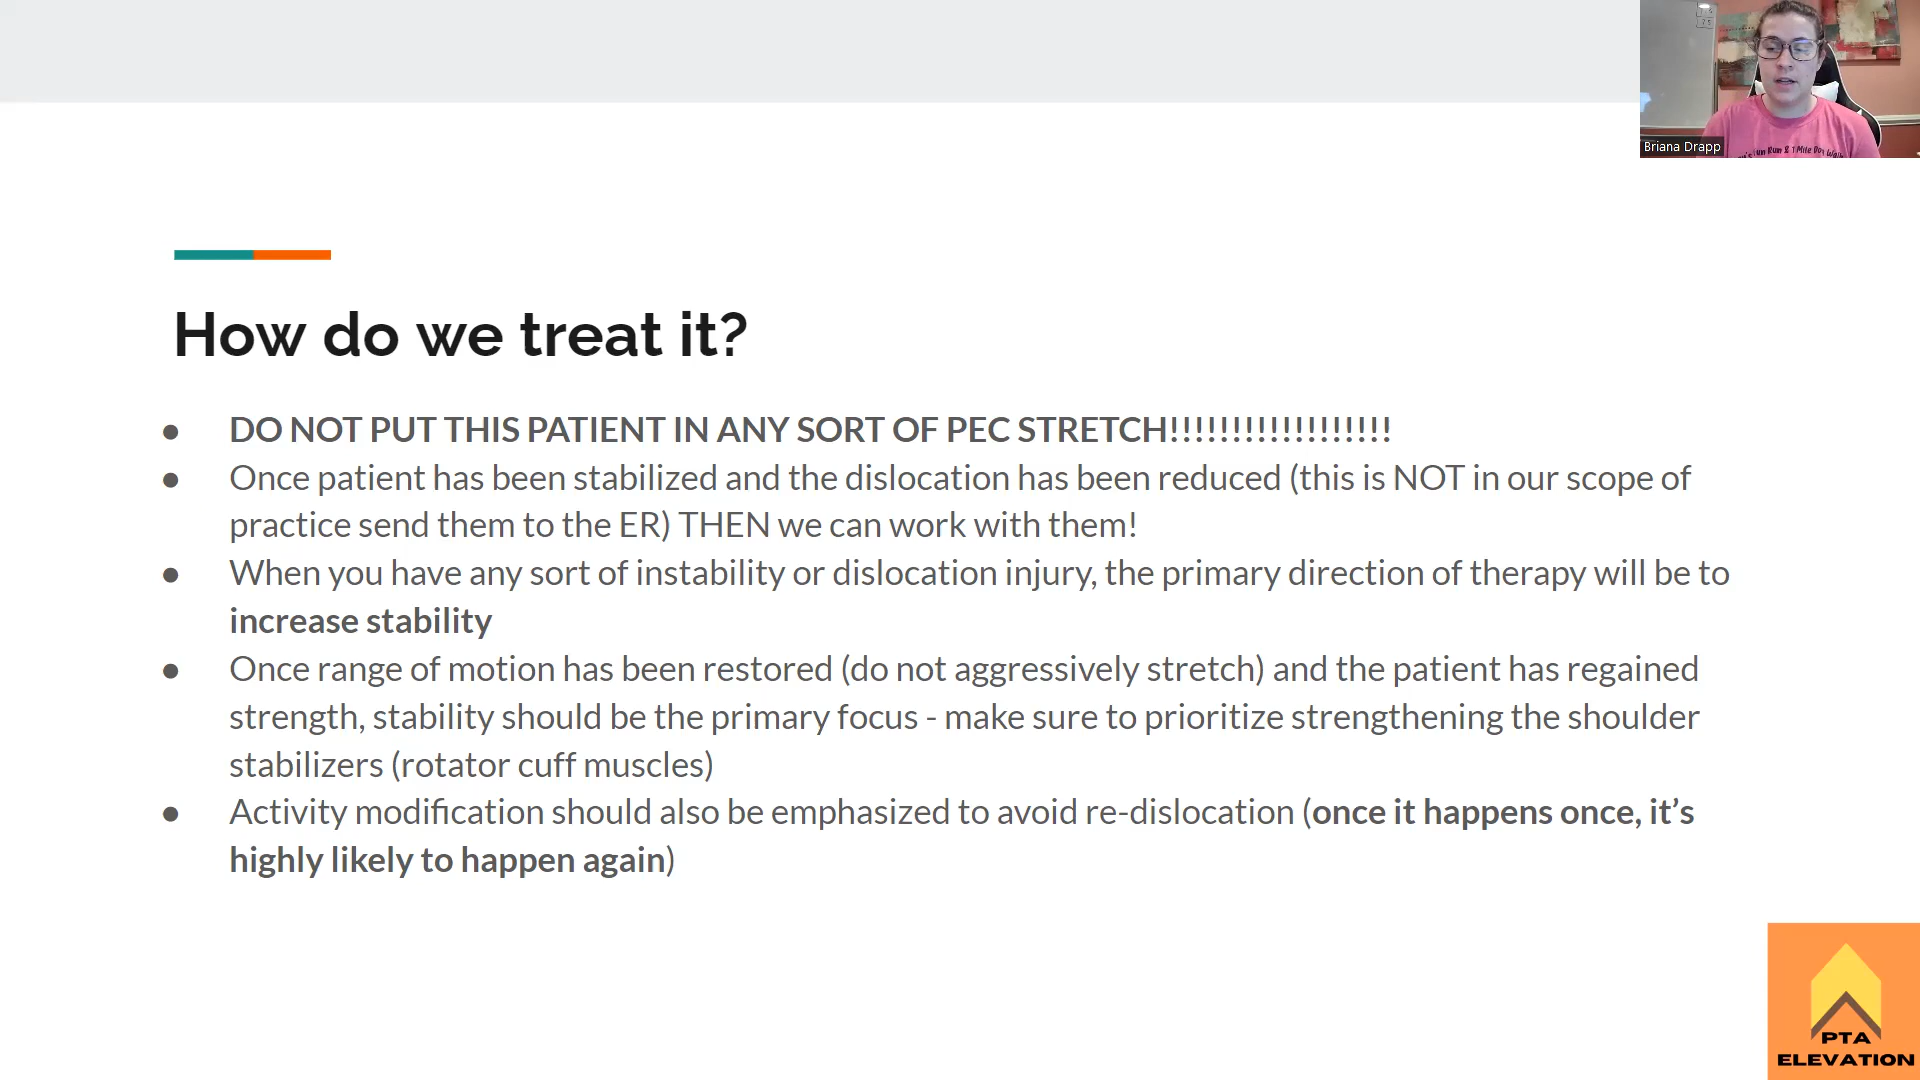 Briana Drapp
How do we treat it?
● DO NOT PUT THIS PATIENT IN ANY SORT OF PEC STRETCH!!!!!!!!!!!!!!!!!!
● Once patient has been stabilized and the dislocation has been reduced (this is NOT in our scope of
practice send them to the ER) THEN we can work with them!
● When you have any sort of instability or dislocation injury, the primary direction of therapy will be to
increase stability
● Once range of motion has been restored (do not aggressively stretch) and the patient has regained
strength, stability should be the primary focus - make sure to prioritize strengthening the shoulder
stabilizers (rotator cuff muscles)
● Activity modification should also be emphasized to avoid re-dislocation (once it happens once, it’s
highly likely to happen again)
PTA
ELEVATION